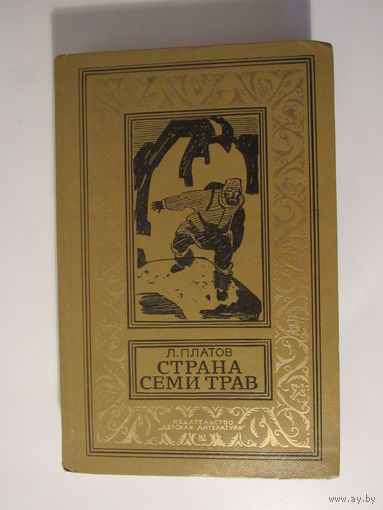 Л. ПЛАТОВ
СТРАНА
СЕМИ ТРАВ
ИЗДАТЕЛЬСТВО
"ДЕТСКАЯ ЛИТЕРАТУРА"
www.ay.by